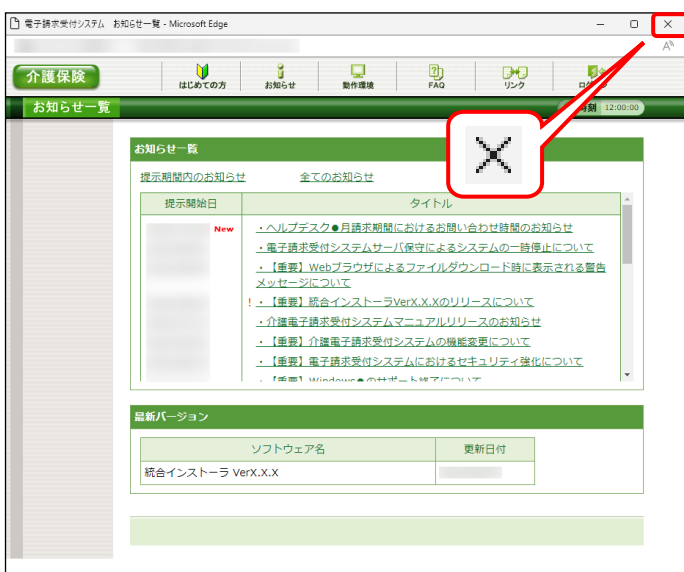 電子請求受付システム お知らせ一覧 - Microsoft Edge
介護保険
はじめての方 お知らせ 動作環境 FAQ リンク
お知らせ一覧
刻 12:00:00
お知らせ一覧
提示期間内のお知らせ 全てのお知らせ
提示開始日 タイトル
New ・ヘルプデスク●月請求期間におけるお問い合わせ時間のお知らせ
・電子請求受付システムサーバ保守によるシステムの一時停止について
・【重要】Webブラウザによるファイルダウンロード時に表示される警告
メッセージについて
!・【重要】統合インストーラVerX.X.Xのリリースについて
・介護電子請求受付システムマニュアルリリースのお知らせ
・【重要】介護電子請求受付システムの機能変更について
・【重要】電子請求受付システムにおけるセキュリティ強化について
・【重要】Windows●のサポート終了について
最新バージョン
ソフトウェア名 更新日付
統合インストーラ VerX.X.X